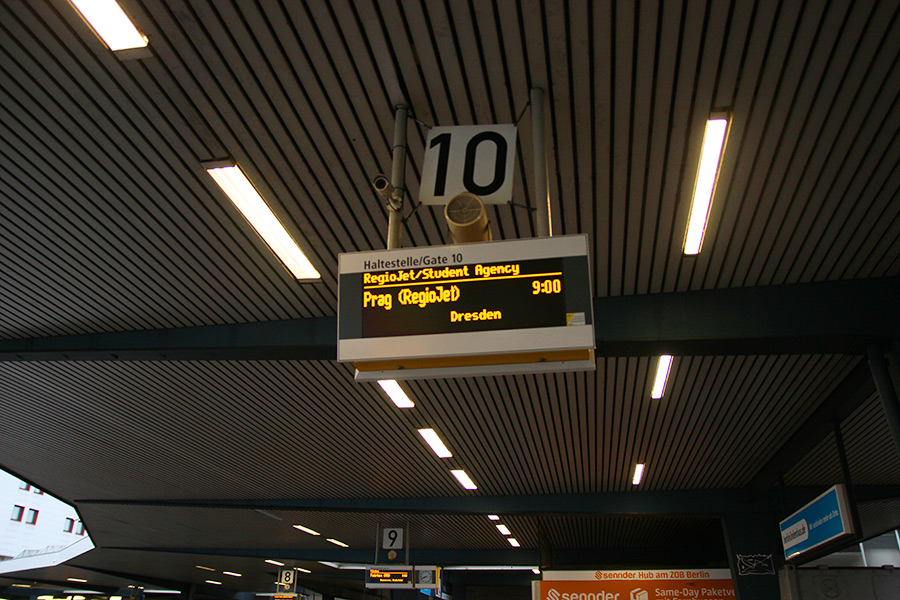 10
Haltestelle/Gate 10
RegioJet/Student Agency
Prag (RegioJet) 9:00
Dresden
9
8
sennder Hub am ZOB Berlin
sennder
Same-Day Paketve